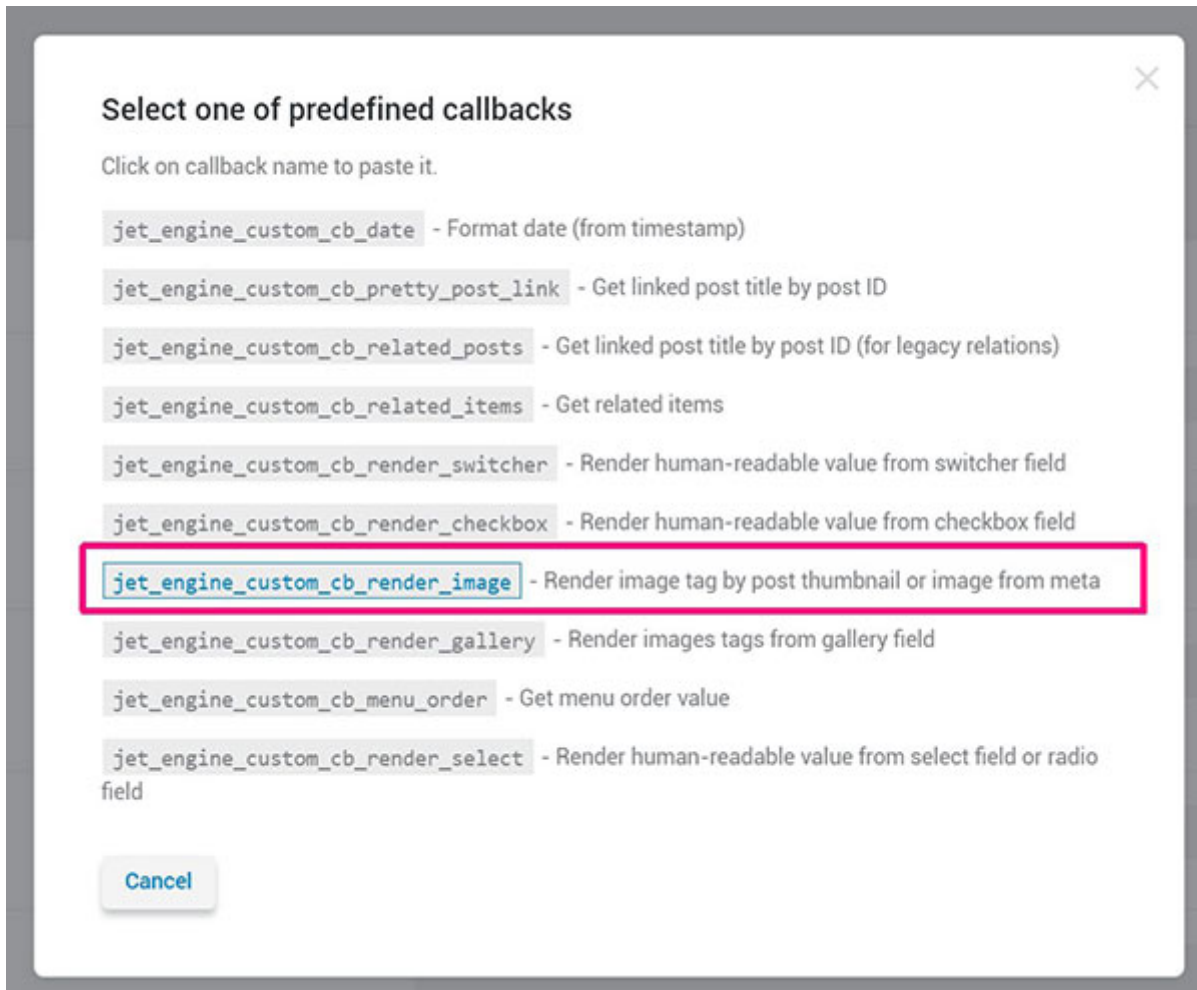 Select one of predefined callbacks
Click on callback name to paste it.
jet_engine_custom_cb_date - Format date (from timestamp)
jet_engine_custom_cb_pretty_post_link - Get linked post title by post ID
jet_engine_custom_cb_related_posts - Get linked post title by post ID (for legacy relations)
jet_engine_custom_cb_related_items - Get related items
jet_engine_custom_cb_render_switcher - Render human-readable value from switcher field
jet_engine_custom_cb_render_checkbox - Render human-readable value from checkbox field
jet_engine_custom_cb_render_image - Render image tag by post thumbnail or image from meta
jet_engine_custom_cb_render_gallery - Render images tags from gallery field
jet_engine_custom_cb_menu_order - Get menu order value
jet_engine_custom_cb_render_select - Render human-readable value from select field or radio
field
Cancel